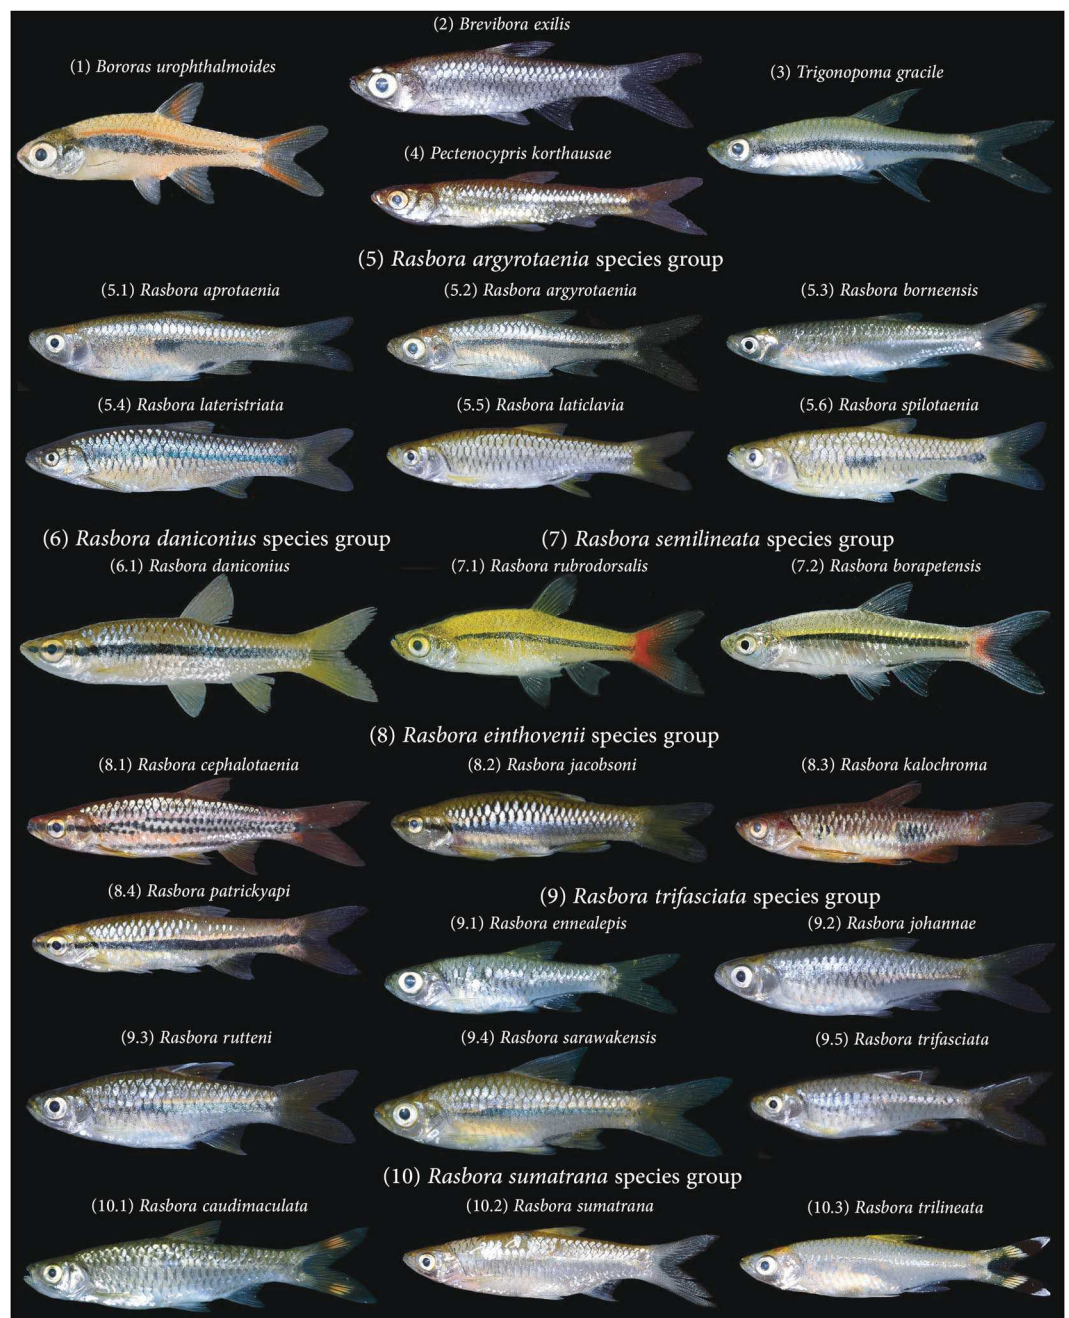 (2) Brevibora exilis
(1) Bororas urophthalmoides
(3) Trigonopoma gracile
(4) Pectenocypris korthausae
(5) Rasbora argyrotaenia species group
(5.1) Rasbora aprotaenia
(5.2) Rasbora argyrotaenia
(5.3) Rasbora borneensis
(5.4) Rasbora lateristriata
(5.5) Rasbora laticlavia
(5.6) Rasbora spilotaenia
(6) Rasbora daniconius species group
(7) Rasbora semilineata species group
(6.1) Rasbora daniconius
(7.1) Rasbora rubrodorsalis
(7.2) Rasbora borapetensis
(8) Rasbora einthovenii species group
(8.1) Rasbora cephalotaenia
(8.2) Rasbora jacobsoni
(8.3) Rasbora kalochroma
(8.4) Rasbora patrickyapi
(9) Rasbora trifasciata species group
(9.1) Rasbora ennealepis
(9.2) Rasbora johannae
(9.3) Rasbora rutteni
(9.4) Rasbora sarawakensis
(9.5) Rasbora trifasciata
(10) Rasbora sumatrana species group
(10.1) Rasbora caudimaculata
(10.2) Rasbora sumatrana
(10.3) Rasbora trilineata